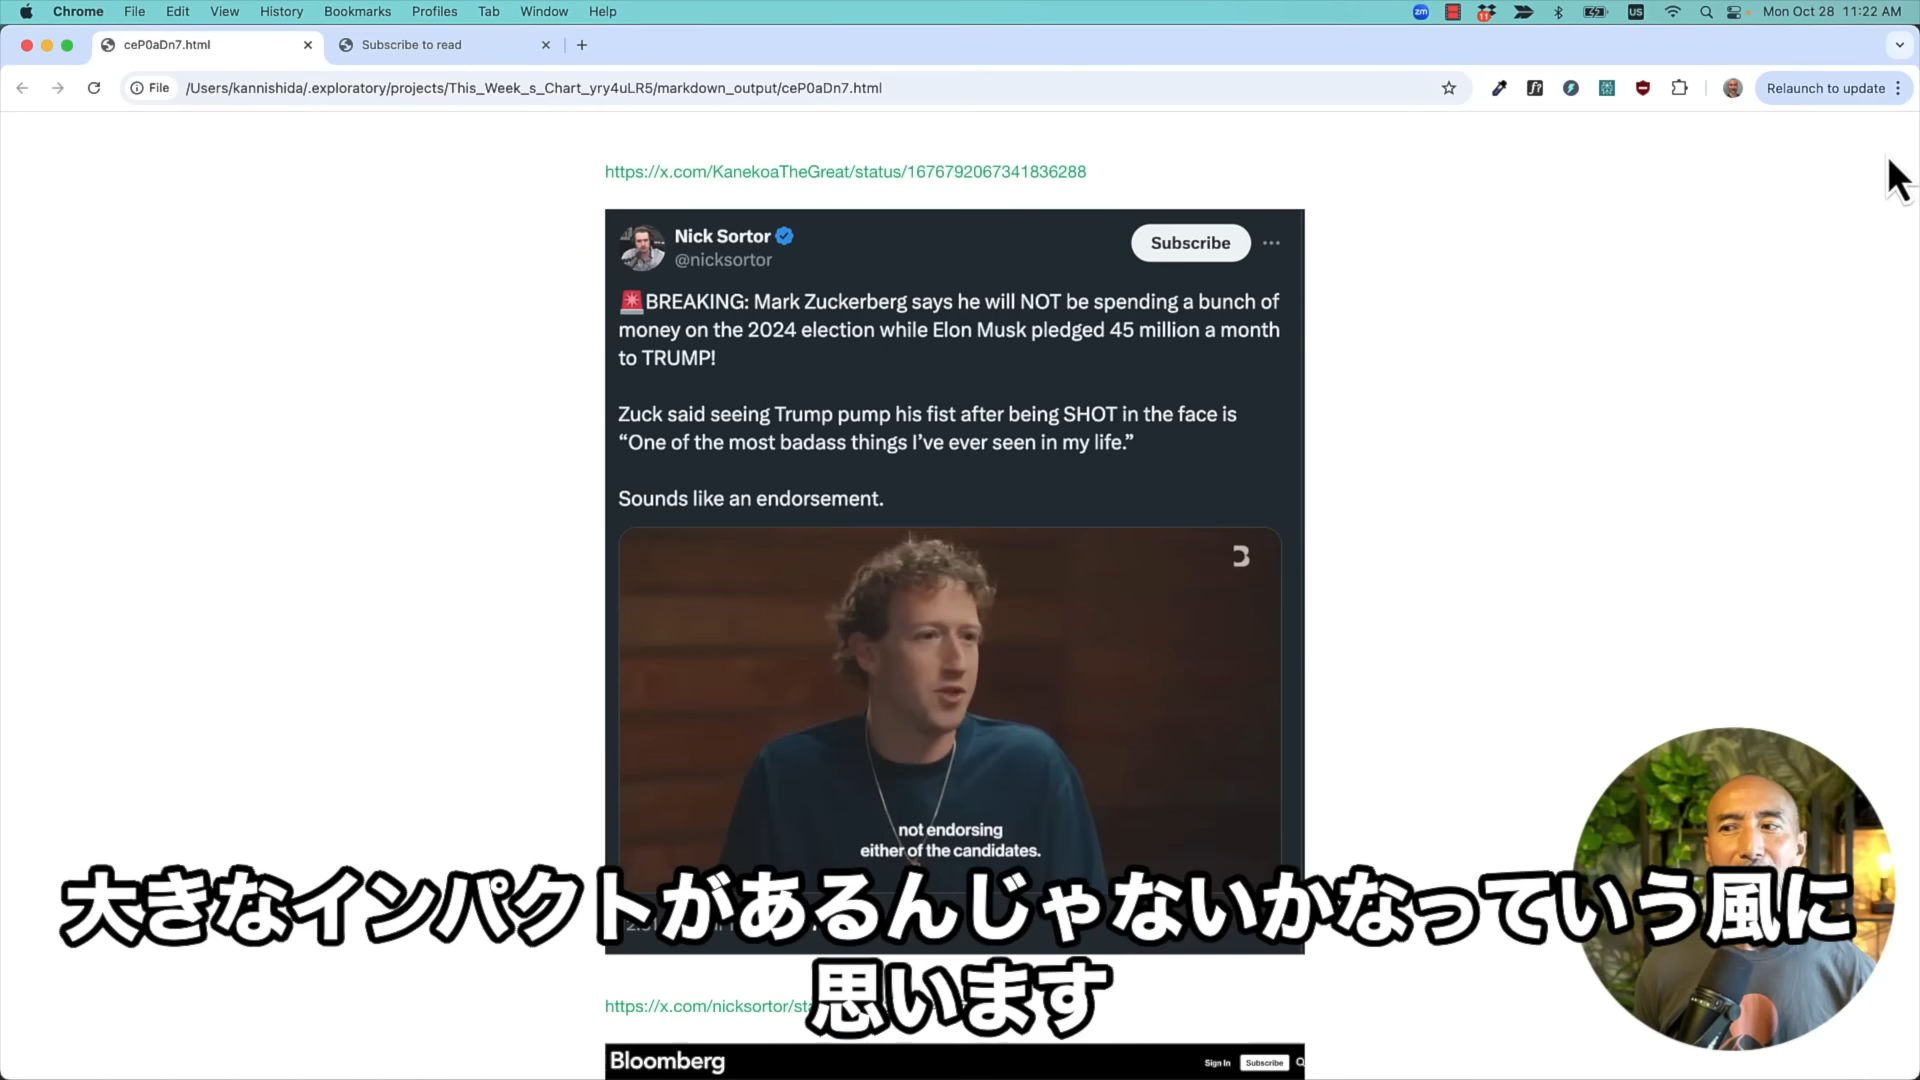 Chrome File Edit View History Bookmarks Profiles Tab Window Help
zm 11 US Mon Oct 28 11:22 AM
ceP0aDn7.html
Subscribe to read
File /Users/kannishida/.exploratory/projects/This_Week_s_Chart_yry4uLR5/markdown_output/ceP0aDn7.html
Relaunch to update
https://x.com/KanekoaTheGreat/status/1676792067341836288
Nick Sortor
@nicksortor
Subscribe
🚨BREAKING: Mark Zuckerberg says he will NOT be spending a bunch of
money on the 2024 election while Elon Musk pledged 45 million a month
to TRUMP!
Zuck said seeing Trump pump his fist after being SHOT in the face is
“One of the most badass things I’ve ever seen in my life.”
Sounds like an endorsement.
not endorsing
either of the candidates.
大きなインパクトがあるんじゃないかなっていう風に
思います
https://x.com/nicksortor/sta
Bloomberg
Sign In Subscribe